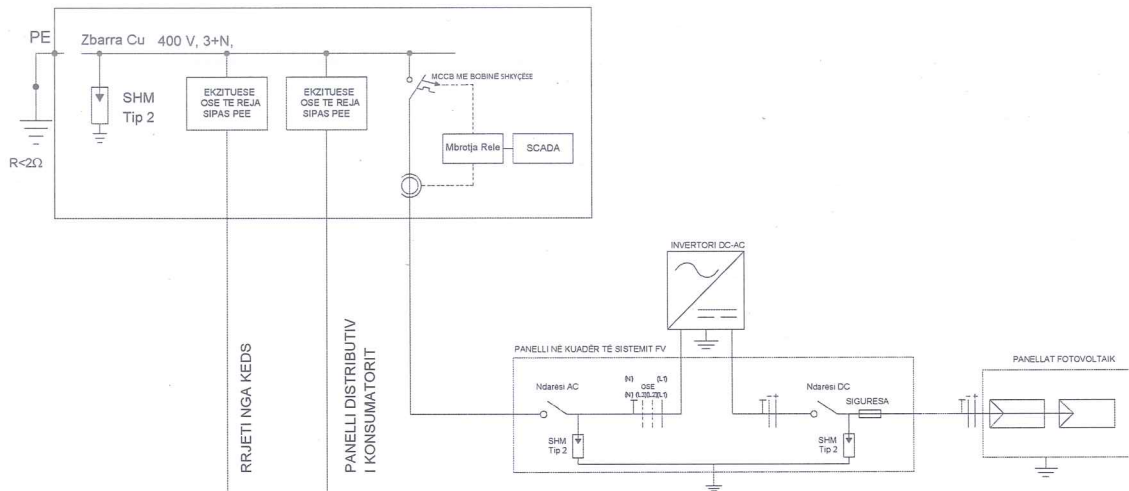 PE
Zbarra Cu 400 V, 3+N,
SHM
Tip 2
R<2Ω
EKZITUESE
OSE TE REJA
SIPAS PEE
EKZITUESE
OSE TE REJA
SIPAS PEE
MCCB ME BOBINË SHKYÇËSE
Mbrotja Rele
SCADA
RRJETI NGA KEDS
PANELLI DISTRIBUTIV
I KONSUMATORIT
INVERTORI DC-AC
PANELLI NË KUADËR TË SISTEMIT FV
Ndarësi AC
(N) (L1)
OSE
(N) (L3)(L2)(L1)
SHM
Tip 2
- +
Ndarësi DC
SIGURESA
SHM
Tip 2
- +
PANELLAT FOTOVOLTAIK